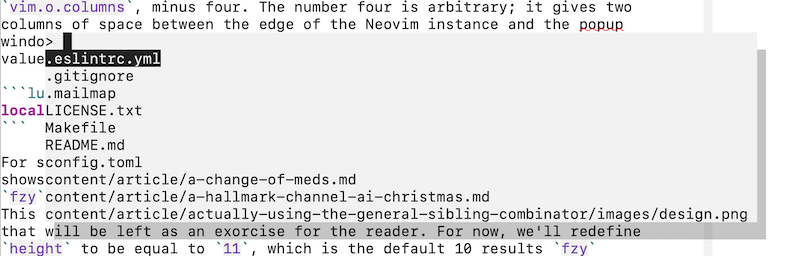 `vim.o.columns`, minus four. The number four is arbitrary; it gives two
columns of space between the edge of the Neovim instance and the popup
windo>
value.eslintrc.yml
.gitignore
```lu.mailmap
localLICENSE.txt
``` Makefile
README.md
For sconfig.toml
showscontent/article/a-change-of-meds.md
`fzy`content/article/a-hallmark-channel-ai-christmas.md
This content/article/actually-using-the-general-sibling-combinator/images/design.png
that will be left as an exorcise for the reader. For now, we'll redefine
`height` to be equal to `11`, which is the default 10 results `fzy`